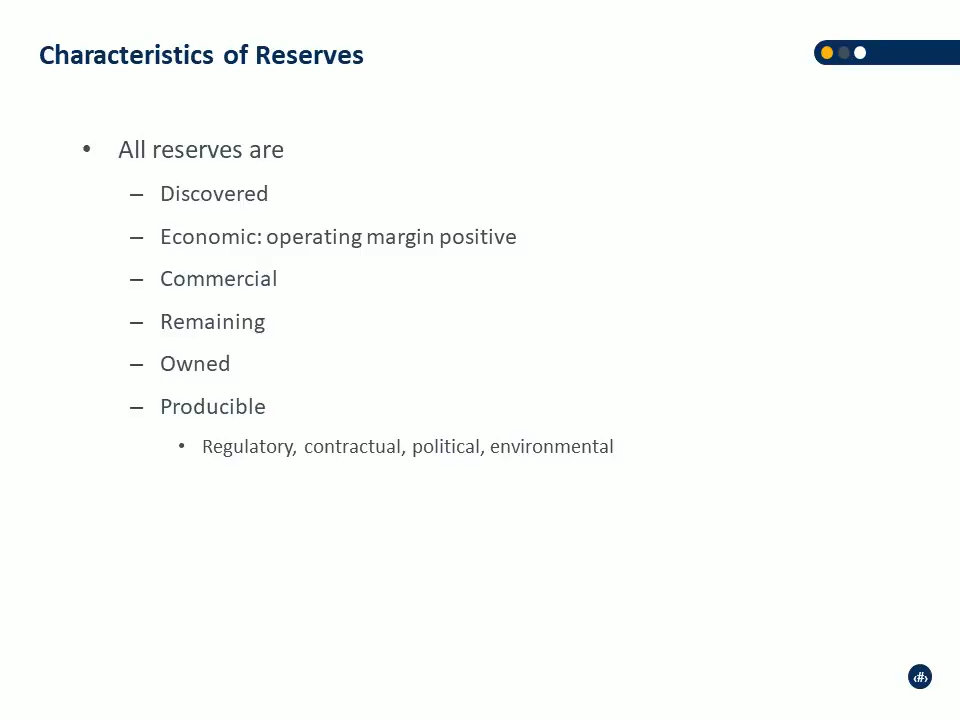 Characteristics of Reserves
• All reserves are
– Discovered
– Economic: operating margin positive
– Commercial
– Remaining
– Owned
– Producible
• Regulatory, contractual, political, environmental
‹#›